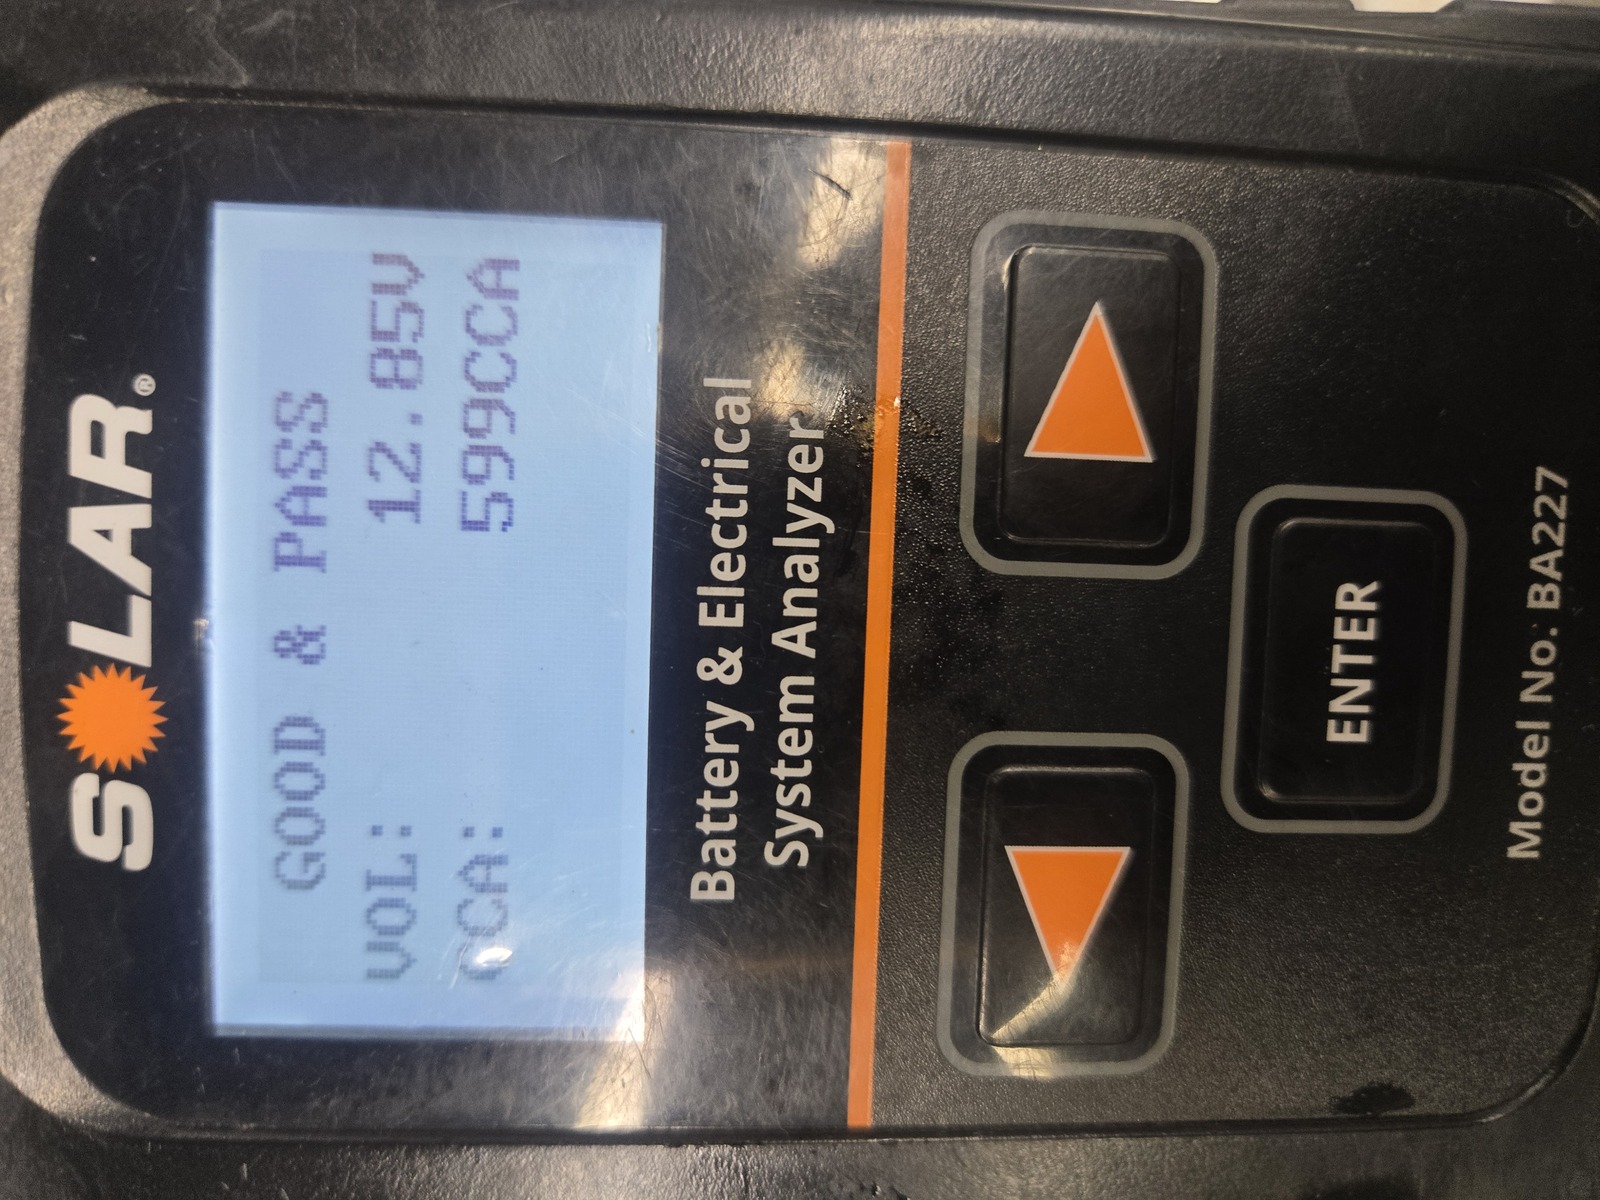 SOLAR®
GOOD & PASS
VOL: 12.85V
CCA: 599CCA
Battery & Electrical
System Analyzer
ENTER
Model No. BA227